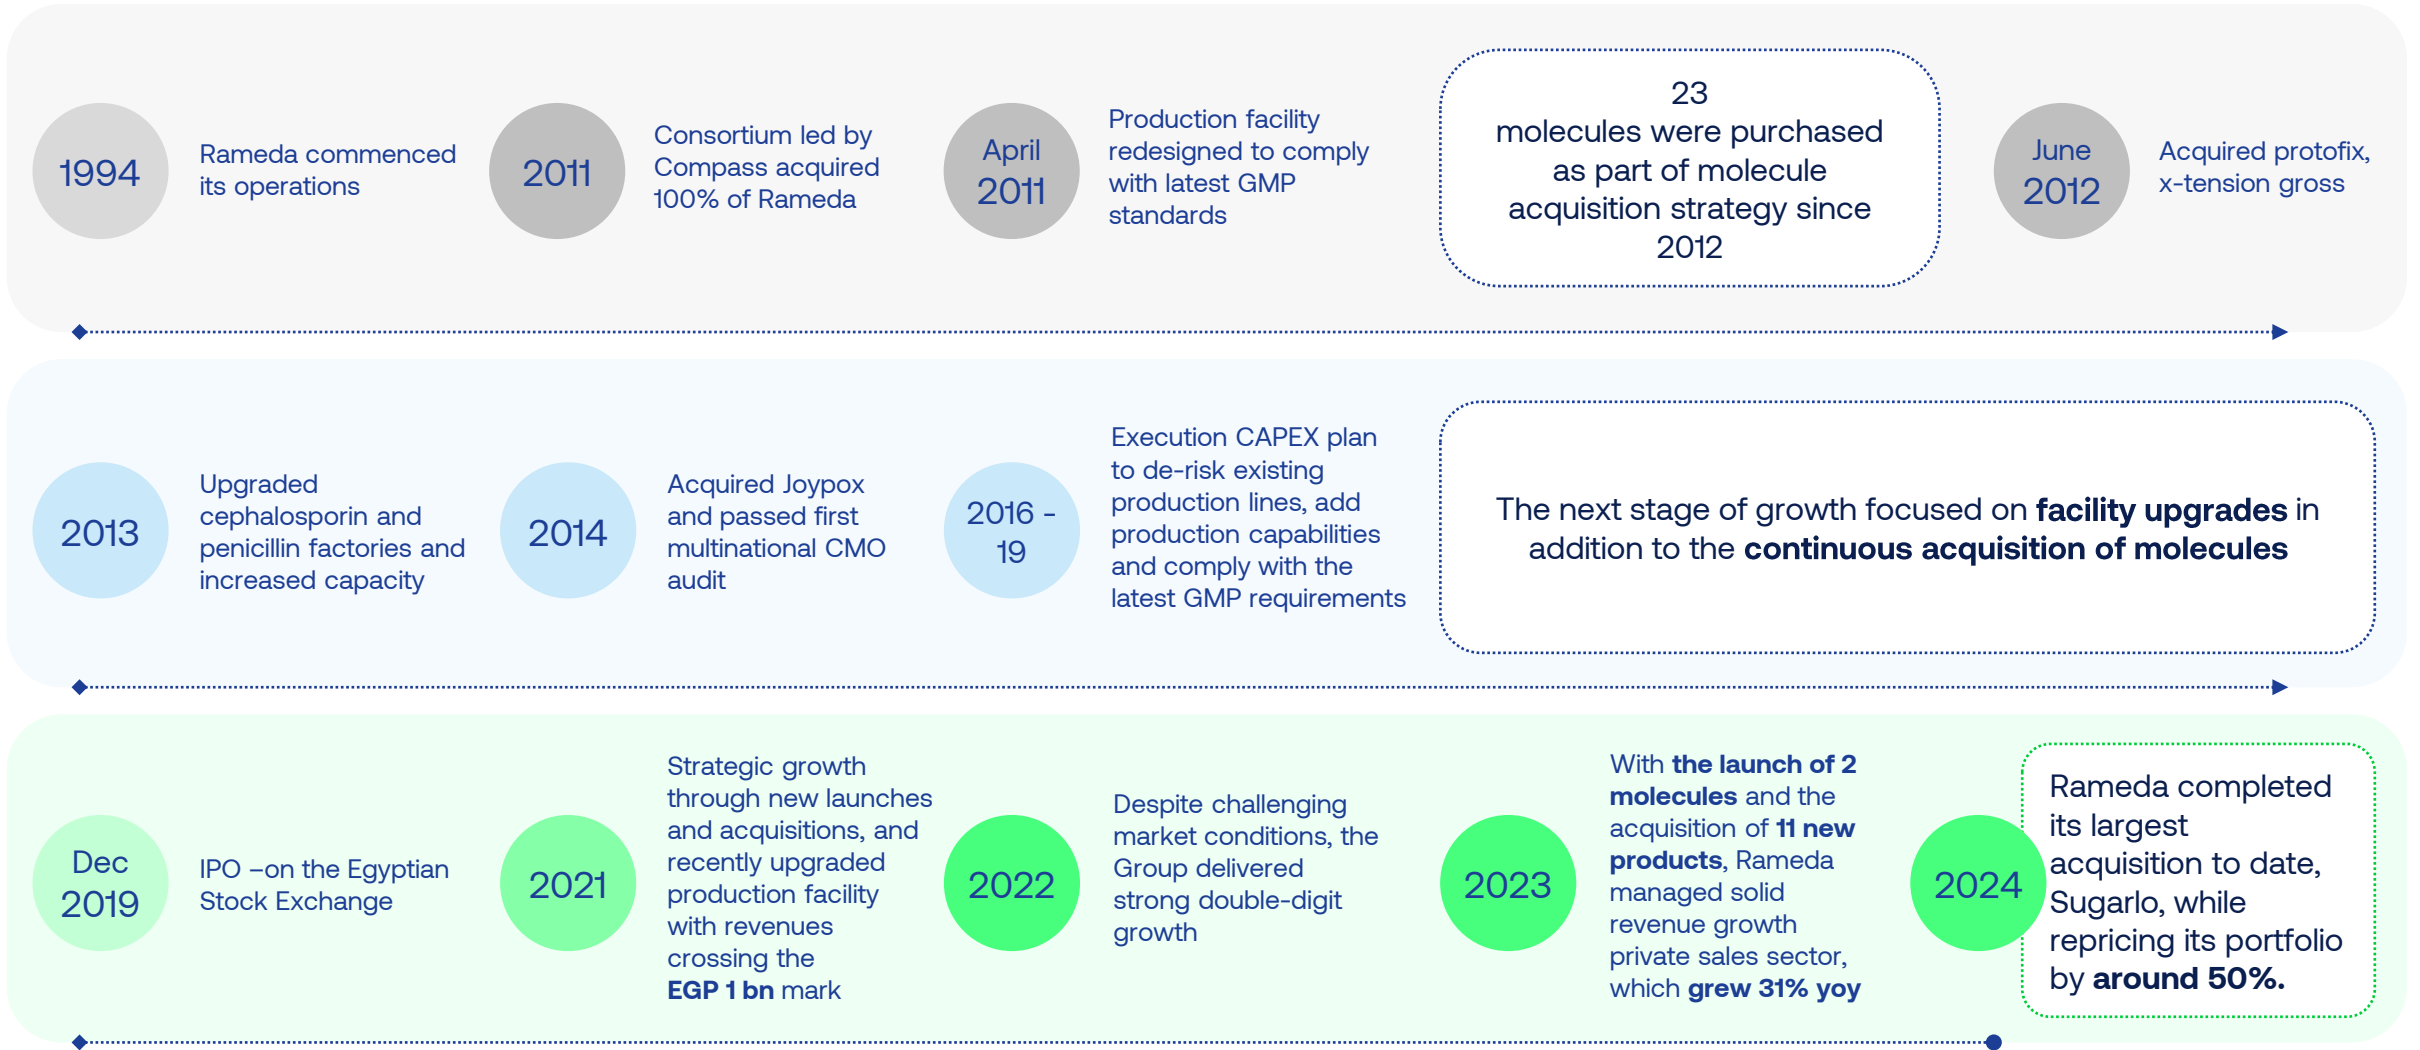 1994
Rameda commenced
its operations
2011
Consortium led by
Compass acquired
100% of Rameda
April
2011
Production facility
redesigned to comply
with latest GMP
standards
23
molecules were purchased
as part of molecule
acquisition strategy since
2012
June
2012
Acquired protofix,
x-tension gross
2013
Upgraded
cephalosporin and
penicillin factories and
increased capacity
2014
Acquired Joypox
and passed first
multinational CMO
audit
2016 -
19
Execution CAPEX plan
to de-risk existing
production lines, add
production capabilities
and comply with the
latest GMP requirements
The next stage of growth focused on facility upgrades in
addition to the continuous acquisition of molecules
Dec
2019
IPO –on the Egyptian
Stock Exchange
2021
Strategic growth
through new launches
and acquisitions, and
recently upgraded
production facility
with revenues
crossing the
EGP 1 bn mark
2022
Despite challenging
market conditions, the
Group delivered
strong double-digit
growth
2023
With the launch of 2
molecules and the
acquisition of 11 new
products, Rameda
managed solid
revenue growth
private sales sector,
which grew 31% yoy
2024
Rameda completed
its largest
acquisition to date,
Sugarlo, while
repricing its portfolio
by around 50%.